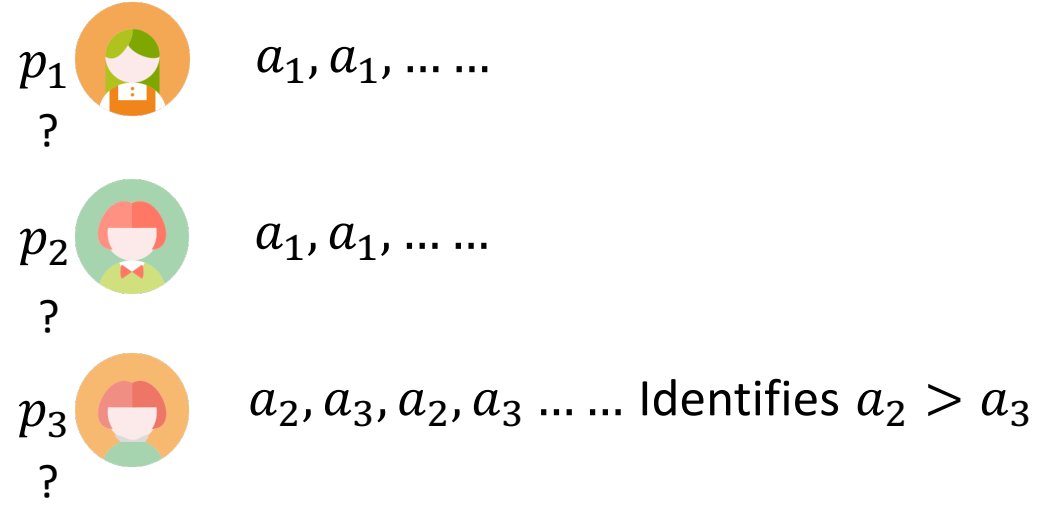 p₁ a₁, a₁, … …
?
p₂ a₁, a₁, … …
?
p₃ a₂, a₃, a₂, a₃ … … Identifies a₂ > a₃
?